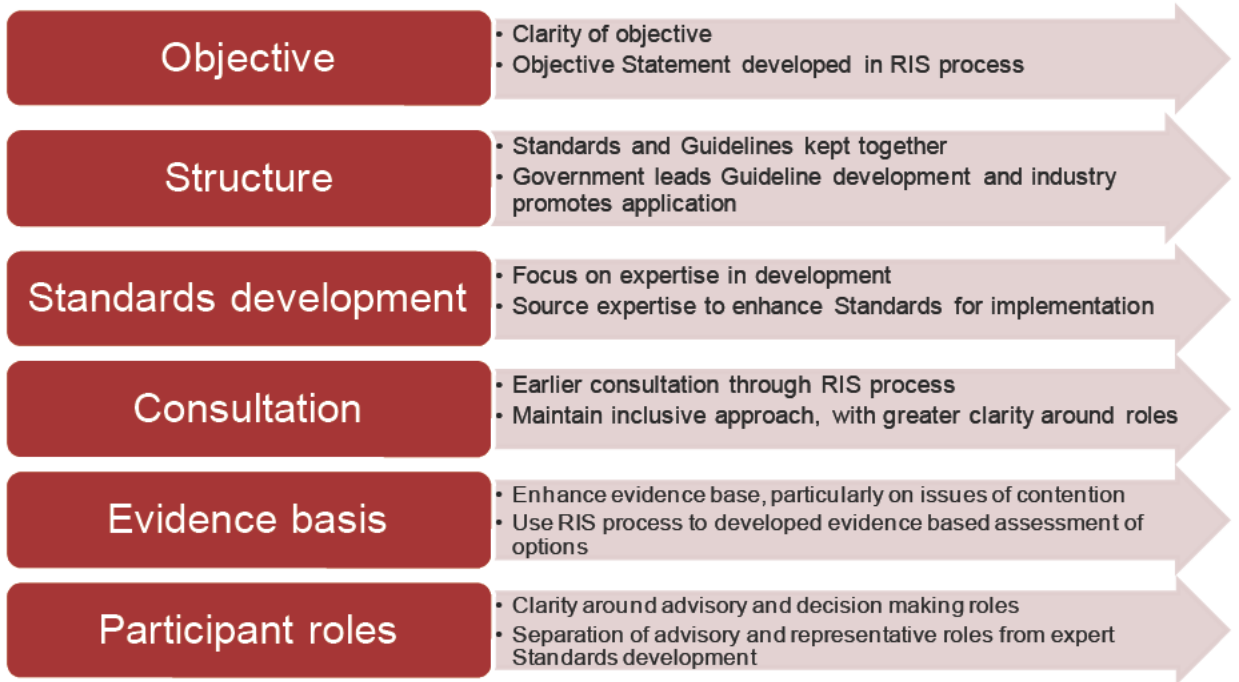 Objective
• Clarity of objective
• Objective Statement developed in RIS process
Structure
• Standards and Guidelines kept together
• Government leads Guideline development and industry
promotes application
Standards development
• Focus on expertise in development
• Source expertise to enhance Standards for implementation
Consultation
• Earlier consultation through RIS process
• Maintain inclusive approach, with greater clarity around roles
Evidence basis
• Enhance evidence base, particularly on issues of contention
• Use RIS process to developed evidence based assessment of
options
Participant roles
• Clarity around advisory and decision making roles
• Separation of advisory and representative roles from expert
Standards development